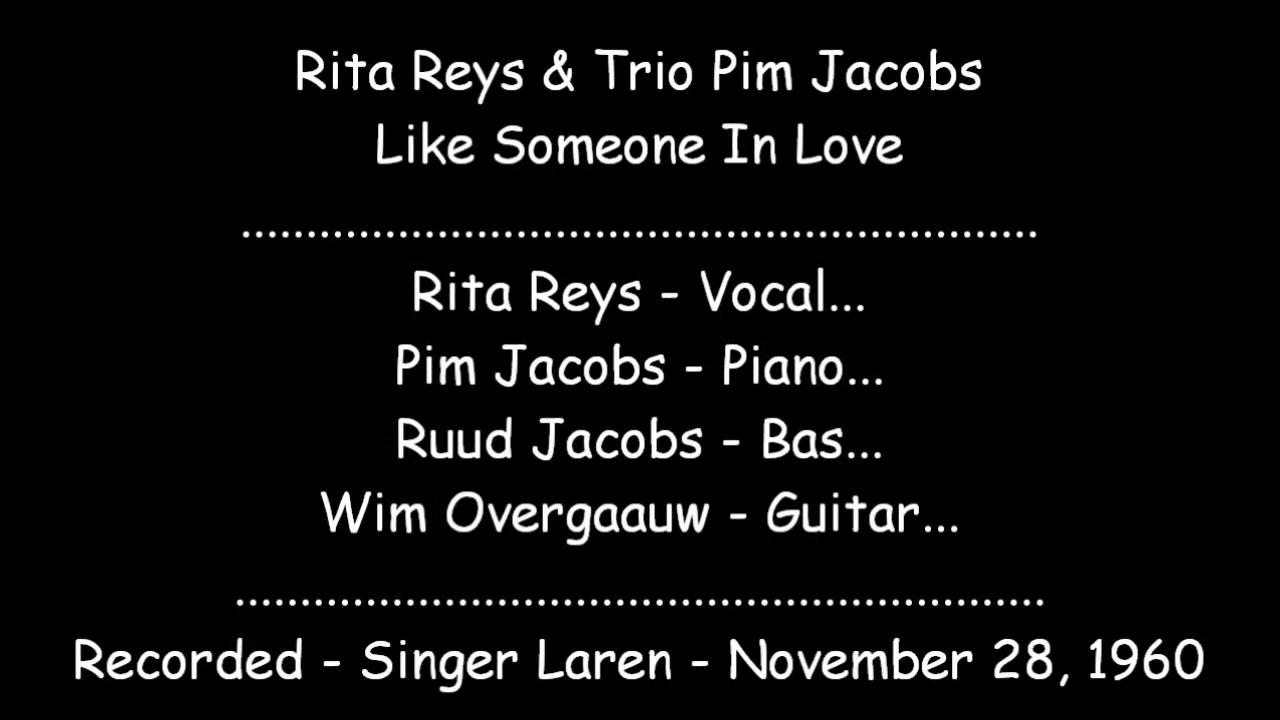 Rita Reys & Trio Pim Jacobs
Like Someone In Love
.............................................................
Rita Reys - Vocal...
Pim Jacobs - Piano...
Ruud Jacobs - Bas...
Wim Overgaauw - Guitar...
..............................................................
Recorded - Singer Laren - November 28, 1960